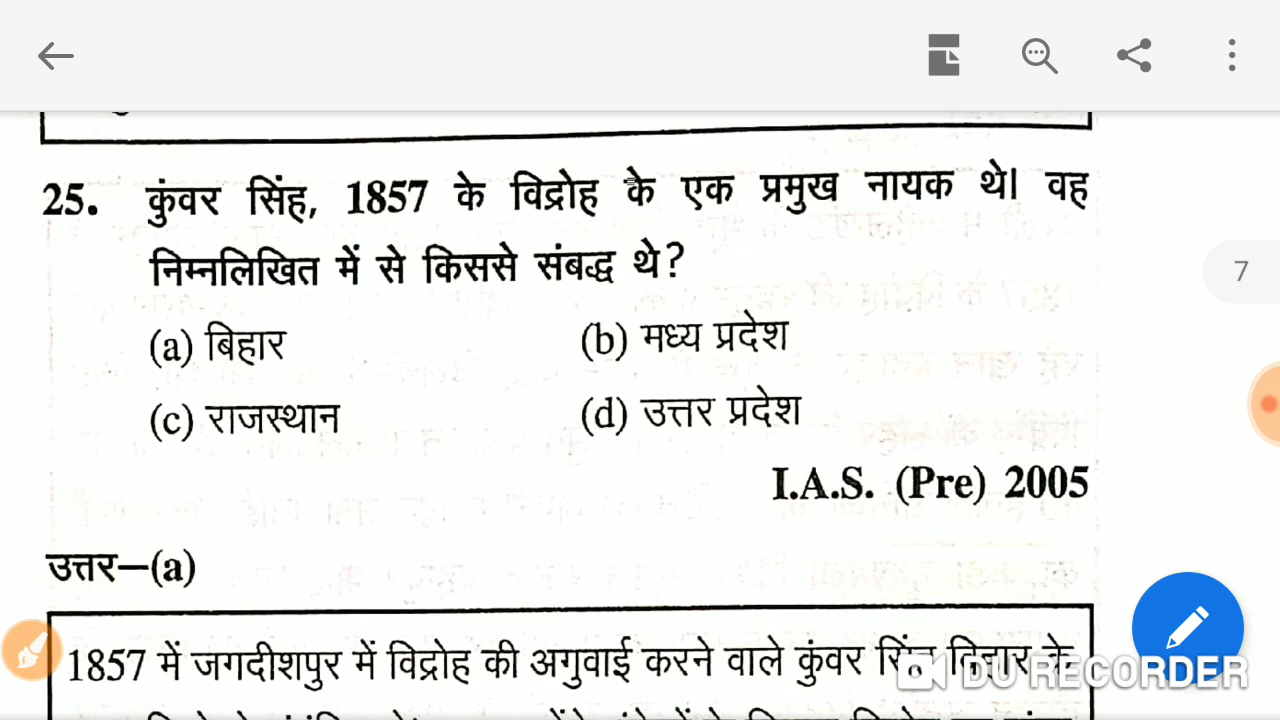 7
25. कुंवर सिंह, 1857 के विद्रोह के एक प्रमुख नायक थे। वह
निम्नलिखित में से किससे संबद्ध थे?
(a) बिहार (b) मध्य प्रदेश
(c) राजस्थान (d) उत्तर प्रदेश
I.A.S. (Pre) 2005
उत्तर–(a)
1857 में जगदीशपुर में विद्रोह की अगुवाई करने वाले कुंवर सिंह बिहार के
DU RECORDER